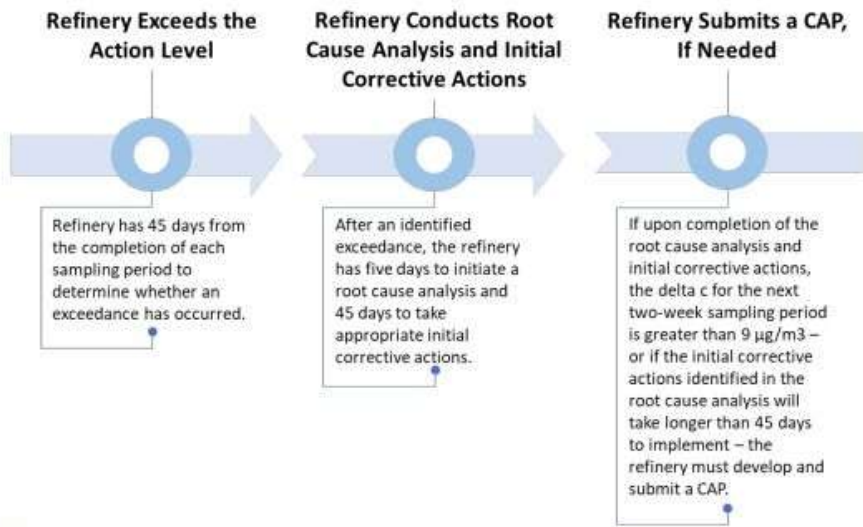 Refinery Exceeds the
Action Level
Refinery has 45 days from
the completion of each
sampling period to
determine whether an
exceedance has occurred.
Refinery Conducts Root
Cause Analysis and Initial
Corrective Actions
After an identified
exceedance, the refinery
has five days to initiate a
root cause analysis and
45 days to take
appropriate initial
corrective actions.
Refinery Submits a CAP,
If Needed
If upon completion of the
root cause analysis and
initial corrective actions,
the delta c for the next
two-week sampling period
is greater than 9 µg/m3 –
or if the initial corrective
actions identified in the
root cause analysis will
take longer than 45 days
to implement – the
refinery must develop and
submit a CAP.